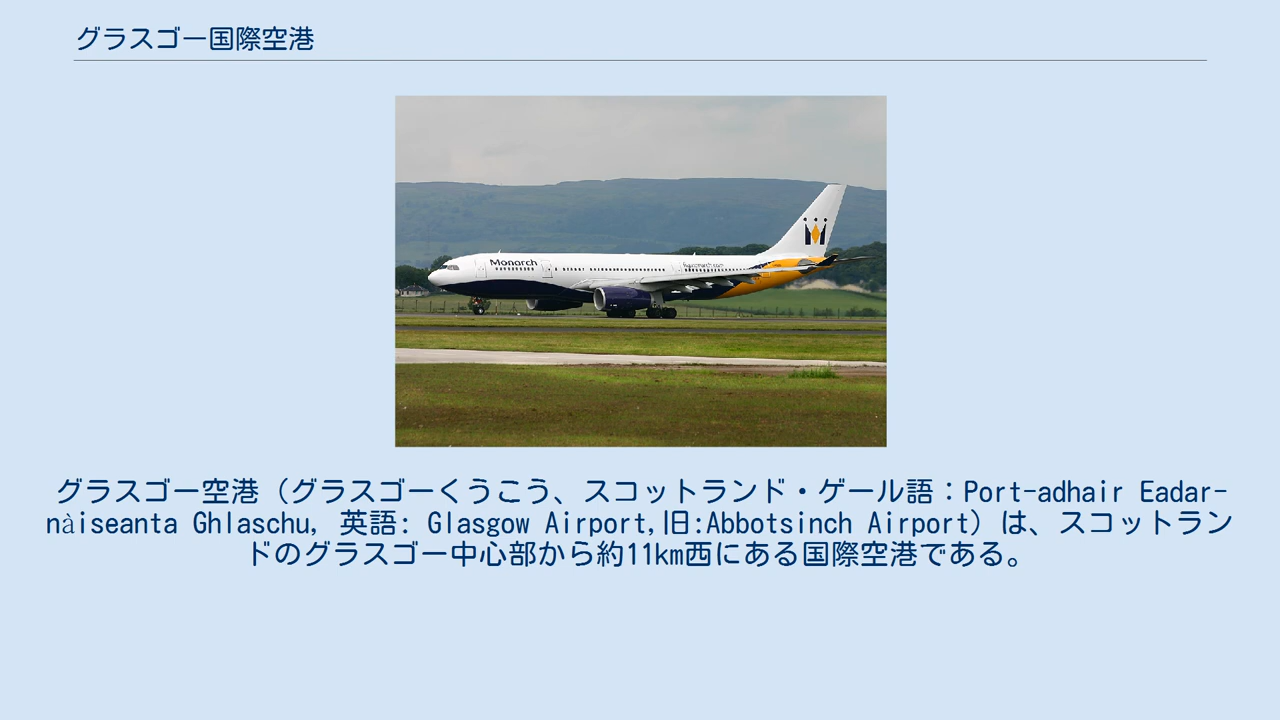 グラスゴー国際空港
Monarch
flymonarch.com
グラスゴー空港（グラスゴーくうこう、スコットランド・ゲール語：Port-adhair Eadar-
nàiseanta Ghlaschu, 英語: Glasgow Airport,旧:Abbotsinch Airport）は、スコットラン
ドのグラスゴー中心部から約11km西にある国際空港である。